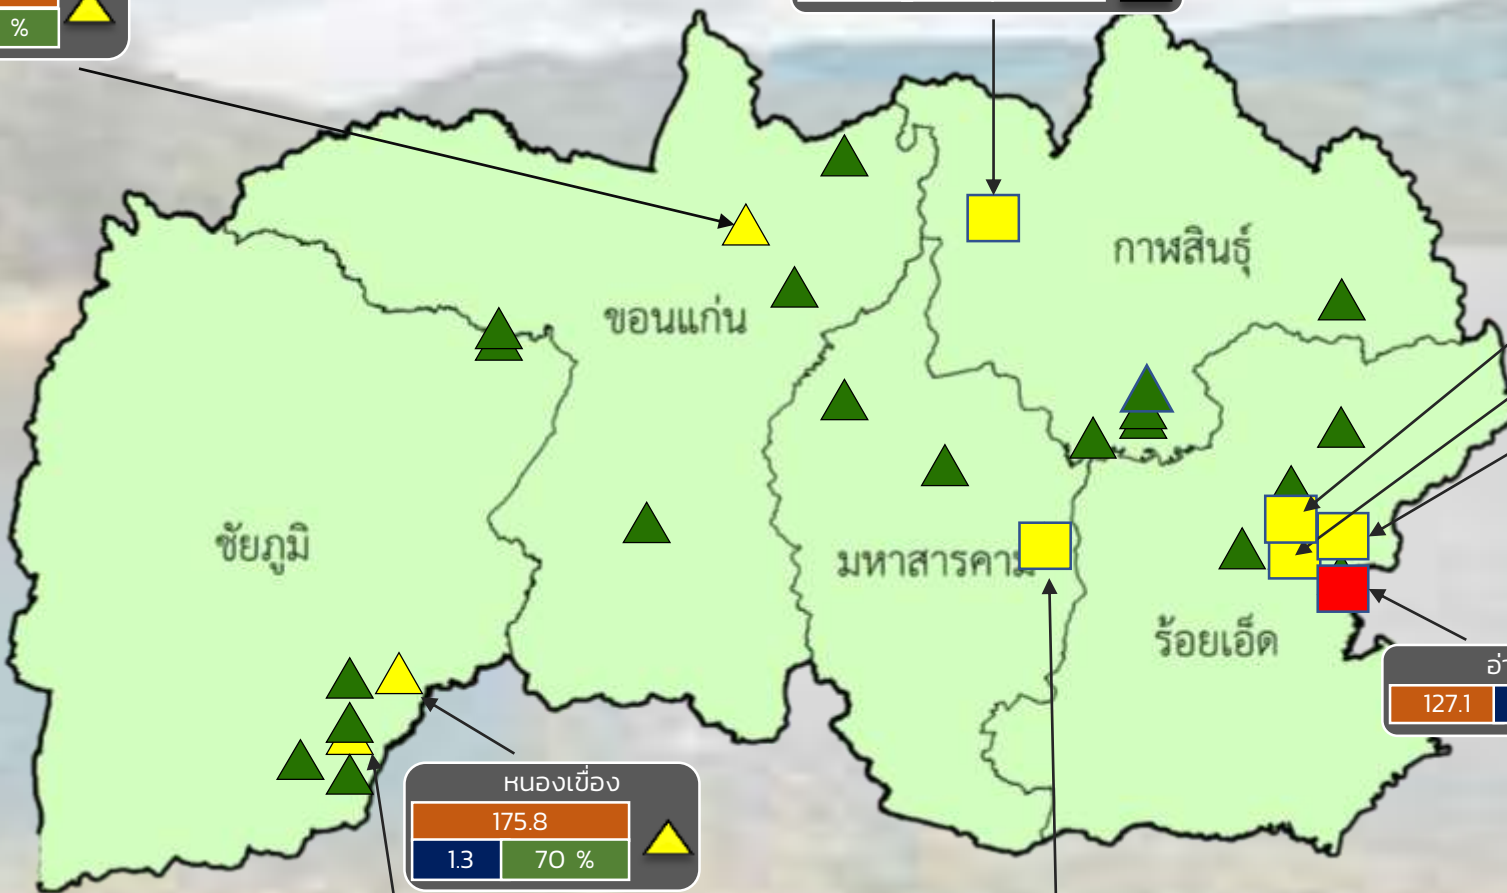 %
กาฬสินธุ์
ขอนแก่น
ชัยภูมิ
มหาสารคาม
ร้อยเอ็ด
127.1
หนองเขื่อง
175.8
1.3 70 %